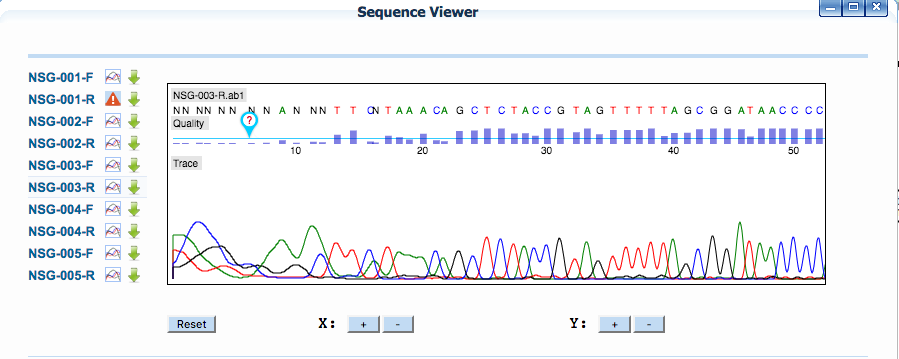 Sequence Viewer
NSG-001-F
NSG-001-R
NSG-002-F
NSG-002-R
NSG-003-F
NSG-003-R
NSG-004-F
NSG-004-R
NSG-005-F
NSG-005-R
NSG-003-R.ab1
NN NN NN N N A N NN T T CN T A A A C A G C T C T A C C G T A G T T T T T A G C G G A T A A C C C C
Quality
?
10 20 30 40 50
Trace
Reset X: + - Y: + -